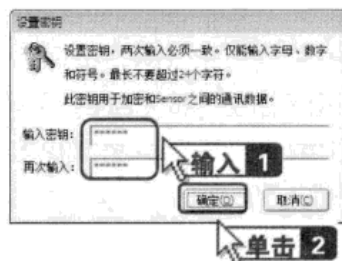 设置密钥
设置密钥，两次输入必须一致。仅能输入字母、数字
和符号。最长不要超过24个字符。
此密钥用于加密和Sensor之间的通讯数据。
输入密钥： ******
再次输入： ******
输入 1
确定(O) 取消(C)
单击 2